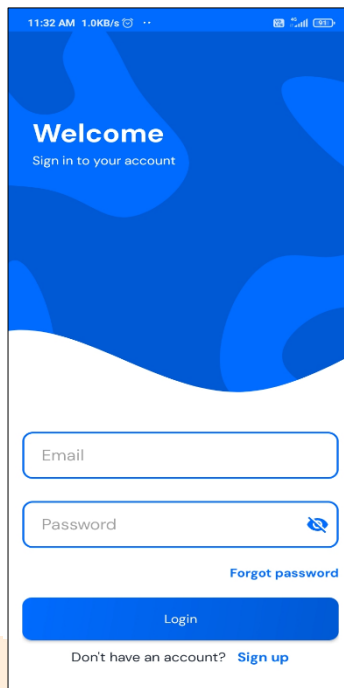 11:32 AM 1.0KB/s
Welcome
Sign in to your account
Email
Password
Forgot password
Login
Don't have an account? Sign up